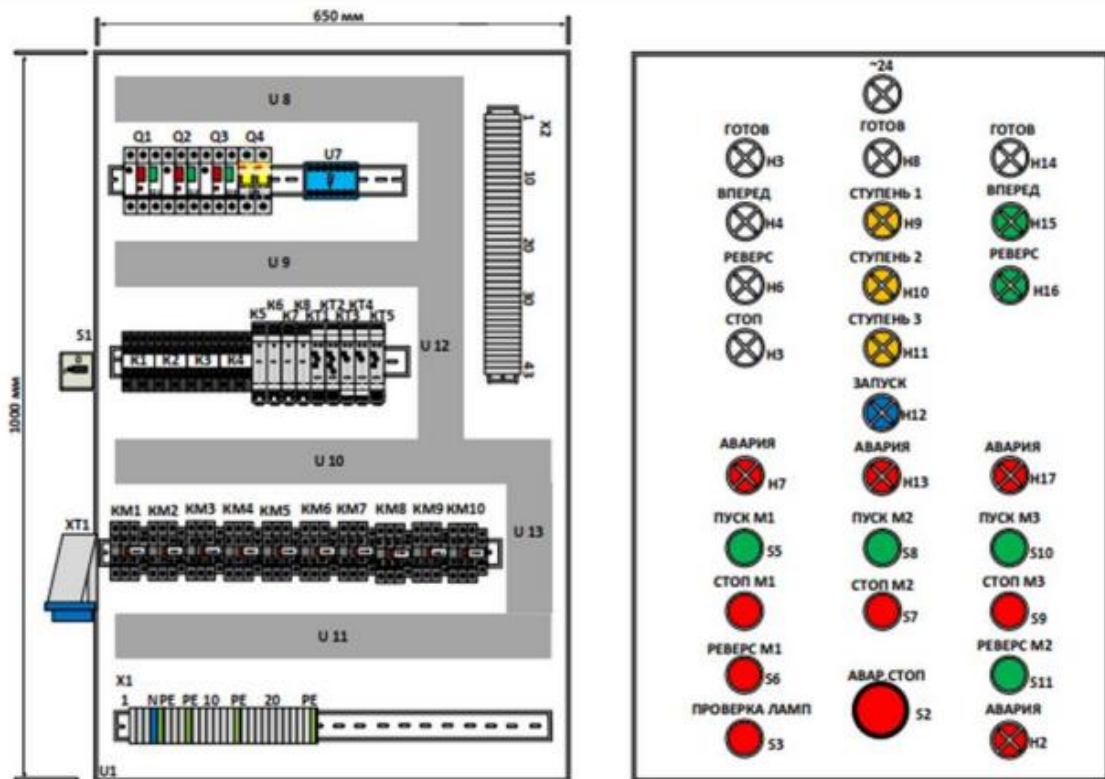 650 мм
1000 мм
U 8
Q1 Q2 Q3 Q4
U7
X2
1
10
20
30
41
U 9
S1
0
K5 K6 K7 K8 KT1 KT2 KT3 KT4 KT5
K1 K2 K3 K4
U 12
U 10
XT1
KM1 KM2 KM3 KM4 KM5 KM6 KM7 KM8 KM9 KM10
U 13
U 11
X1
1 N PE PE 10 PE 20 PE
U1
~24
ГОТОВ ГОТОВ ГОТОВ
H3 H8 H14
ВПЕРЕД СТУПЕНЬ 1 ВПЕРЕД
H4 H9 H15
РЕВЕРС СТУПЕНЬ 2 РЕВЕРС
H6 H10 H16
СТОП СТУПЕНЬ 3
H3 H11
ЗАПУСК
H12
АВАРИЯ АВАРИЯ АВАРИЯ
H7 H13 H17
ПУСК М1 ПУСК М2 ПУСК М3
S5 S8 S10
СТОП М1 СТОП М2 СТОП М3
S7 S9
РЕВЕРС М1 РЕВЕРС М2
S6 S11
АВАР.СТОП
S2
ПРОВЕРКА ЛАМП АВАРИЯ
S3 H2